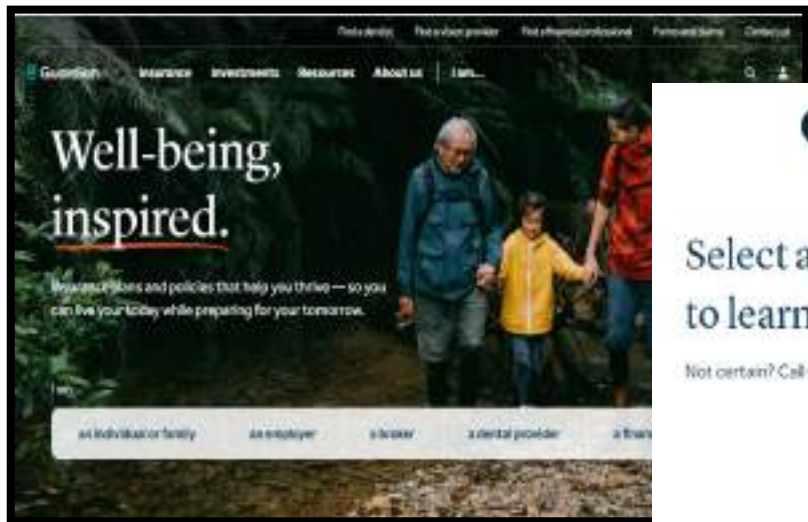 Find a dentist Find a vision provider Find a financial professional Forms and claims Contact us
Guardian Insurance Investments Resources About us I am...
Well-being,
inspired.
Insurance plans and policies that help you thrive — so you
can live your today while preparing for your tomorrow.
an individual or family an employer a broker a dental provider a finan
Select a
to learn
Not certain? Call